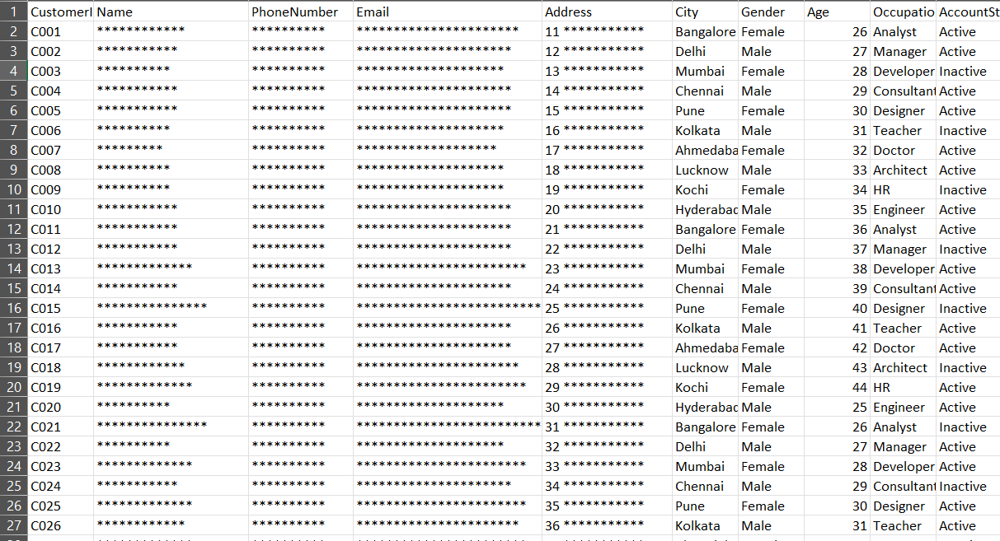 1 CustomerI Name PhoneNumber Email Address City Gender Age Occupatio AccountSt
2 C001 ************ ********** ********************** 11 *********** Bangalore Female 26 Analyst Active
3 C002 *********** ********** ********************* 12 *********** Delhi Male 27 Manager Active
4 C003 ********** ********** ******************** 13 *********** Mumbai Female 28 Developer Inactive
5 C004 *********** ********** ********************* 14 *********** Chennai Male 29 Consultant Active
6 C005 *********** ********** ********************* 15 *********** Pune Female 30 Designer Active
7 C006 ********** ********** ******************** 16 *********** Kolkata Male 31 Teacher Inactive
8 C007 ********* ********** ******************* 17 *********** Ahmedaba Female 32 Doctor Active
9 C008 ********** ********** ******************** 18 *********** Lucknow Male 33 Architect Active
10 C009 ********** ********** ******************** 19 *********** Kochi Female 34 HR Inactive
11 C010 *********** ********** ********************* 20 *********** Hyderabad Male 35 Engineer Active
12 C011 *********** ********** ********************* 21 *********** Bangalore Female 36 Analyst Active
13 C012 *********** ********** ********************* 22 *********** Delhi Male 37 Manager Inactive
14 C013 ************* ********** *********************** 23 *********** Mumbai Female 38 Developer Active
15 C014 *********** ********** ********************* 24 *********** Chennai Male 39 Consultant Active
16 C015 *************** ********** ************************* 25 *********** Pune Female 40 Designer Inactive
17 C016 *********** ********** ********************* 26 *********** Kolkata Male 41 Teacher Active
18 C017 *********** ********** ********************* 27 *********** Ahmedaba Female 42 Doctor Active
19 C018 ************ ********** ********************** 28 *********** Lucknow Male 43 Architect Inactive
20 C019 ************* ********** *********************** 29 *********** Kochi Female 44 HR Active
21 C020 ********** ********** ******************** 30 *********** Hyderabad Male 25 Engineer Active
22 C021 *************** ********** ************************* 31 *********** Bangalore Female 26 Analyst Inactive
23 C022 ********** ********** ******************** 32 *********** Delhi Male 27 Manager Active
24 C023 ************* ********** *********************** 33 *********** Mumbai Female 28 Developer Active
25 C024 *********** ********** ********************* 34 *********** Chennai Male 29 Consultant Inactive
26 C025 ************* ********** *********************** 35 *********** Pune Female 30 Designer Active
27 C026 ************ ********** ********************** 36 *********** Kolkata Male 31 Teacher Active